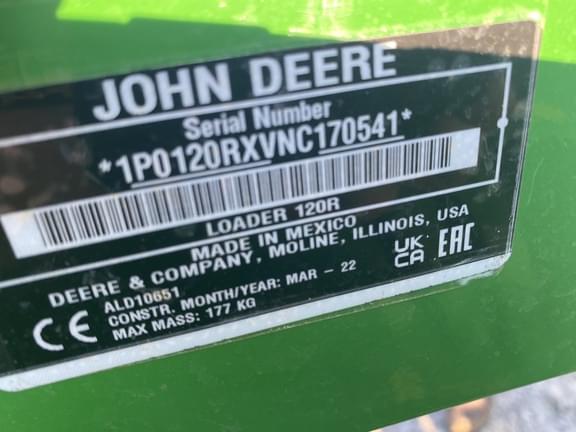 JOHN DEERE
Serial Number
*1P0120RXVNC170541*
LOADER 120R
MADE IN MEXICO
DEERE & COMPANY, MOLINE, ILLINOIS, USA
ALD10651
CONSTR. MONTH/YEAR: MAR - 22
MAX MASS: 177 KG
CE
UK
CA
EAC